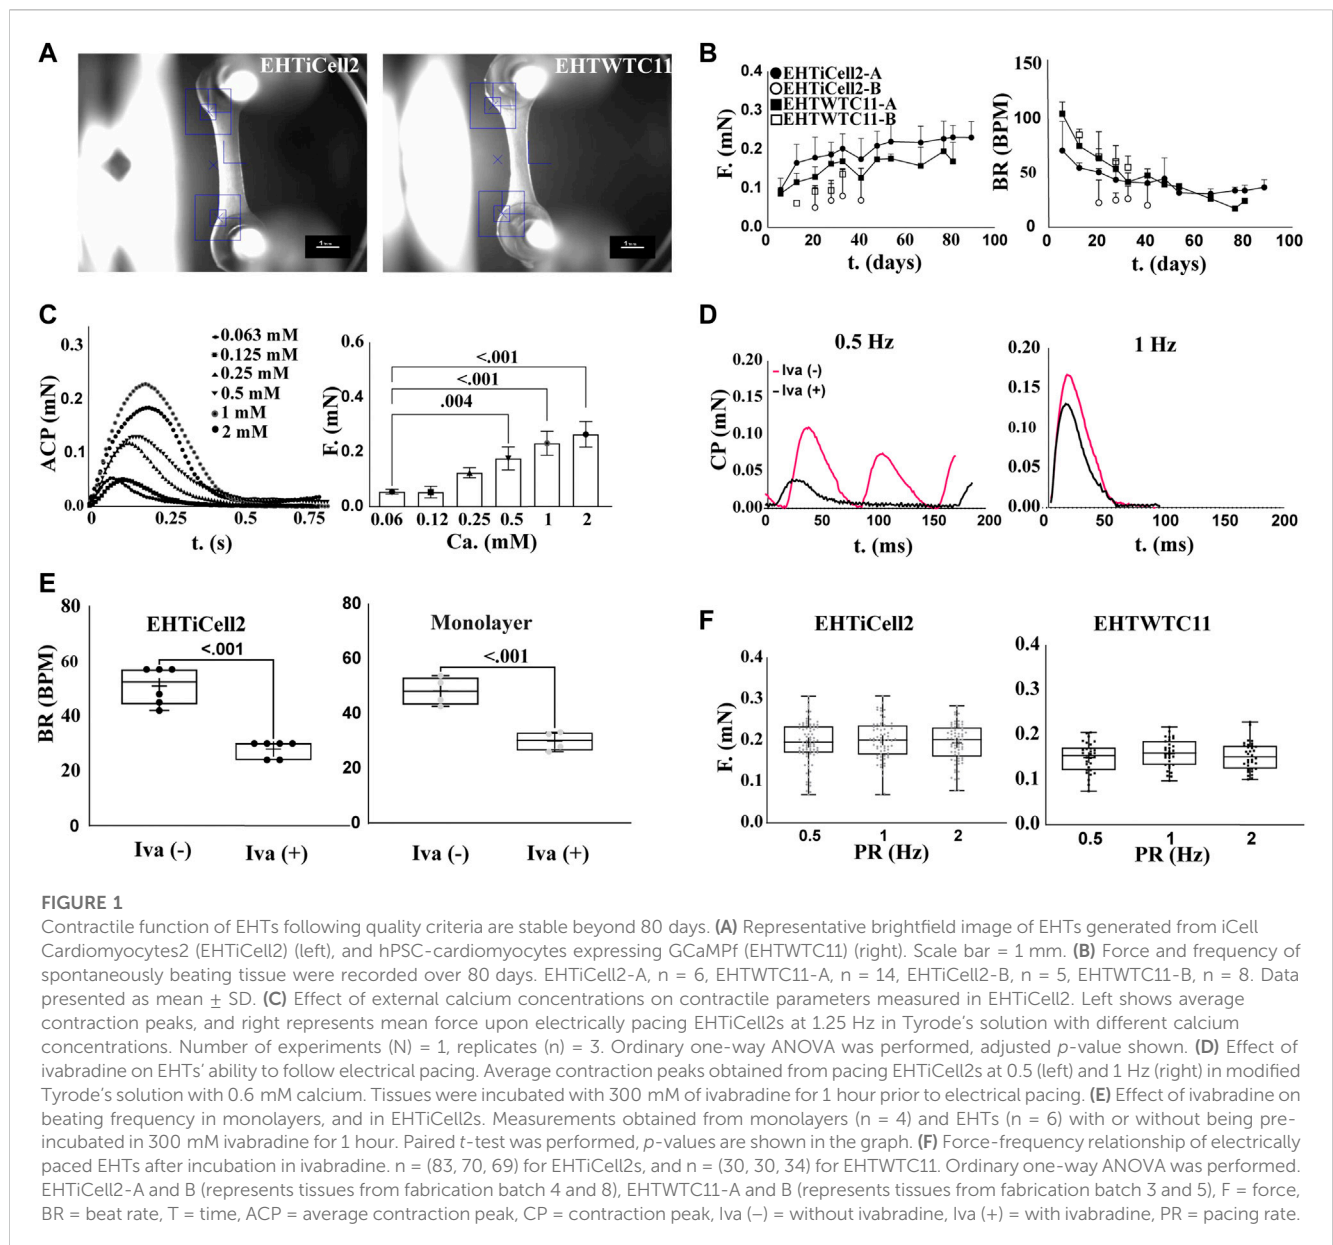 A
EHTiCell2
EHTWTC11
1 mm
1 mm
B
F. (mN)
0.4
0.3
0.2
0.1
0.0
EHTiCell2-A
EHTiCell2-B
EHTWTC11-A
EHTWTC11-B
0 20 40 60 80 100
t. (days)
BR (BPM)
150
100
50
0
0 20 40 60 80 100
t. (days)
C
ACP (mN)
0.3
0.2
0.1
0.0
0.063 mM
0.125 mM
0.25 mM
0.5 mM
1 mM
2 mM
0 0.25 0.5 0.75
t. (s)
F. (mN)
0.6
0.4
0.2
0.0
<.001
<.001
.004
0.06 0.12 0.25 0.5 1 2
Ca. (mM)
D
0.5 Hz
CP (mN)
0.20
0.15
0.10
0.05
0.00
Iva (-)
Iva (+)
0 50 100 150 200
t. (ms)
1 Hz
0.20
0.15
0.10
0.05
0.00
0 50 100 150 200
t. (ms)
E
BR (BPM)
80
60
40
20
0
EHTiCell2
<.001
Iva (-) Iva (+)
80
60
40
20
0
Monolayer
<.001
Iva (-) Iva (+)
F
EHTiCell2
F. (mN)
0.4
0.3
0.2
0.1
0.0
0.5 1 2
PR (Hz)
EHTWTC11
0.4
0.3
0.2
0.1
0.0
0.5 1 2
PR (Hz)
FIGURE 1
Contractile function of EHTs following quality criteria are stable beyond 80 days. (A) Representative brightfield image of EHTs generated from iCell
Cardiomyocytes2 (EHTiCell2) (left), and hPSC-cardiomyocytes expressing GCaMPf (EHTWTC11) (right). Scale bar = 1 mm. (B) Force and frequency of
spontaneously beating tissue were recorded over 80 days. EHTiCell2-A, n = 6, EHTWTC11-A, n = 14, EHTiCell2-B, n = 5, EHTWTC11-B, n = 8. Data
presented as mean ± SD. (C) Effect of external calcium concentrations on contractile parameters measured in EHTiCell2. Left shows average
contraction peaks, and right represents mean force upon electrically pacing EHTiCell2s at 1.25 Hz in Tyrode's solution with different calcium
concentrations. Number of experiments (N) = 1, replicates (n) = 3. Ordinary one-way ANOVA was performed, adjusted p-value shown. (D) Effect of
ivabradine on EHTs' ability to follow electrical pacing. Average contraction peaks obtained from pacing EHTiCell2s at 0.5 (left) and 1 Hz (right) in modified
Tyrode's solution with 0.6 mM calcium. Tissues were incubated with 300 mM of ivabradine for 1 hour prior to electrical pacing. (E) Effect of ivabradine on
beating frequency in monolayers, and in EHTiCell2s. Measurements obtained from monolayers (n = 4) and EHTs (n = 6) with or without being pre-
incubated in 300 mM ivabradine for 1 hour. Paired t-test was performed, p-values are shown in the graph. (F) Force-frequency relationship of electrically
paced EHTs after incubation in ivabradine. n = (83, 70, 69) for EHTiCell2s, and n = (30, 30, 34) for EHTWTC11. Ordinary one-way ANOVA was performed.
EHTiCell2-A and B (represents tissues from fabrication batch 4 and 8), EHTWTC11-A and B (represents tissues from fabrication batch 3 and 5), F = force,
BR = beat rate, T = time, ACP = average contraction peak, CP = contraction peak, Iva (−) = without ivabradine, Iva (+) = with ivabradine, PR = pacing rate.